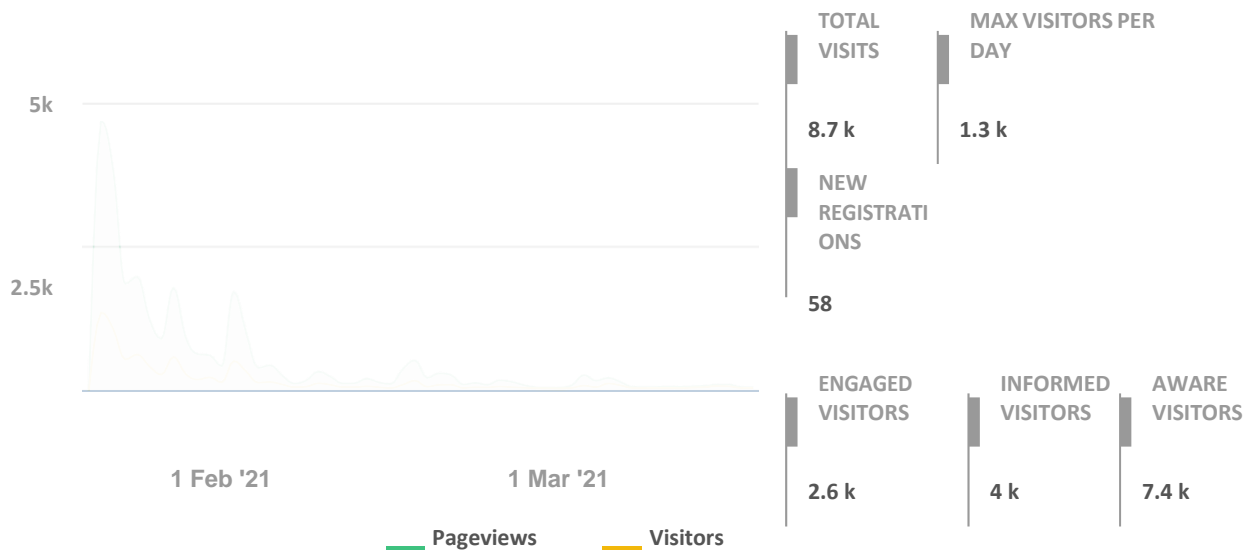 TOTAL
VISITS
8.7 k
MAX VISITORS PER
DAY
1.3 k
NEW
REGISTRATI
ONS
58
5k
2.5k
1 Feb '21
1 Mar '21
Pageviews
Visitors
ENGAGED
VISITORS
2.6 k
INFORMED
VISITORS
4 k
AWARE
VISITORS
7.4 k